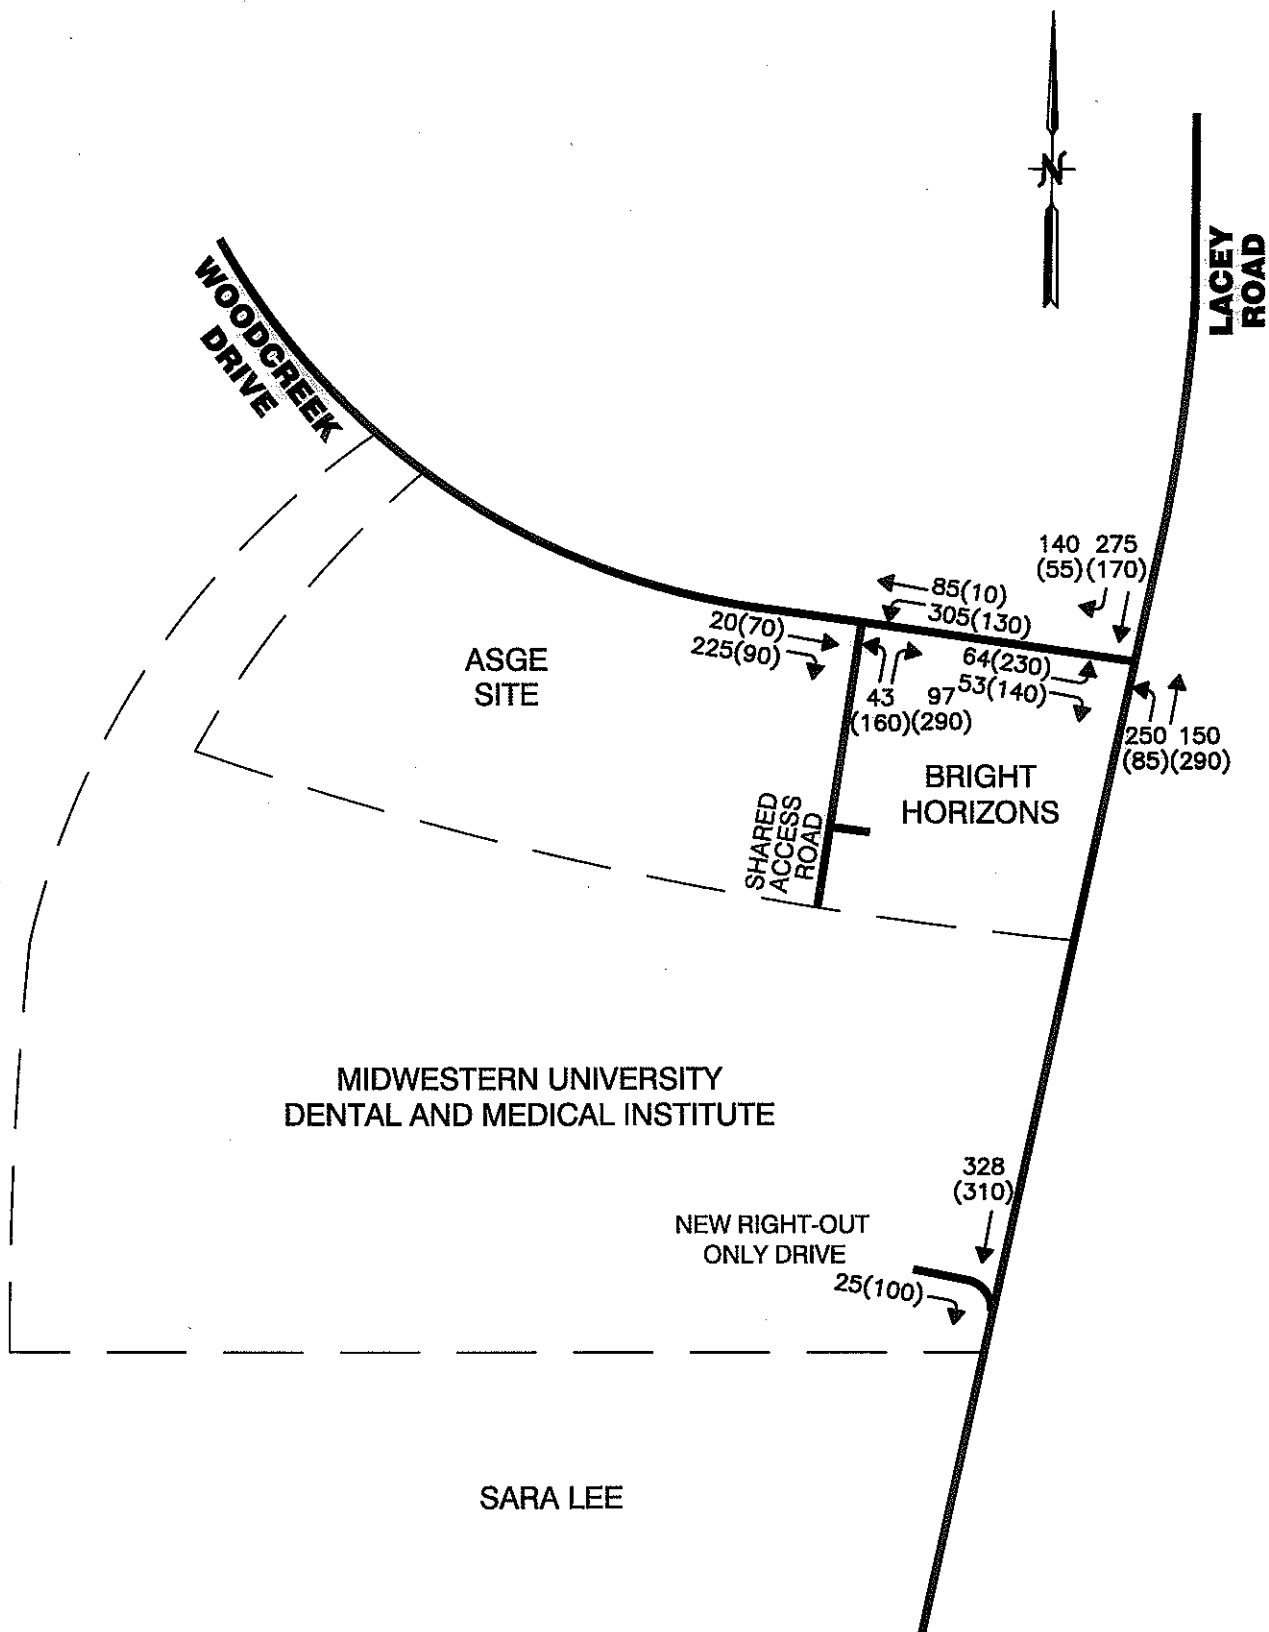 N
LACEY
ROAD
WOODCREEK
DRIVE
140 275
(55)(170)
85(10)
305(130)
20(70)
225(90)
64(230)
53(140)
43 97
(160)(290)
250 150
(85)(290)
ASGE
SITE
BRIGHT
HORIZONS
SHARED
ACCESS
ROAD
MIDWESTERN UNIVERSITY
DENTAL AND MEDICAL INSTITUTE
328
(310)
NEW RIGHT-OUT
ONLY DRIVE
25(100)
SARA LEE